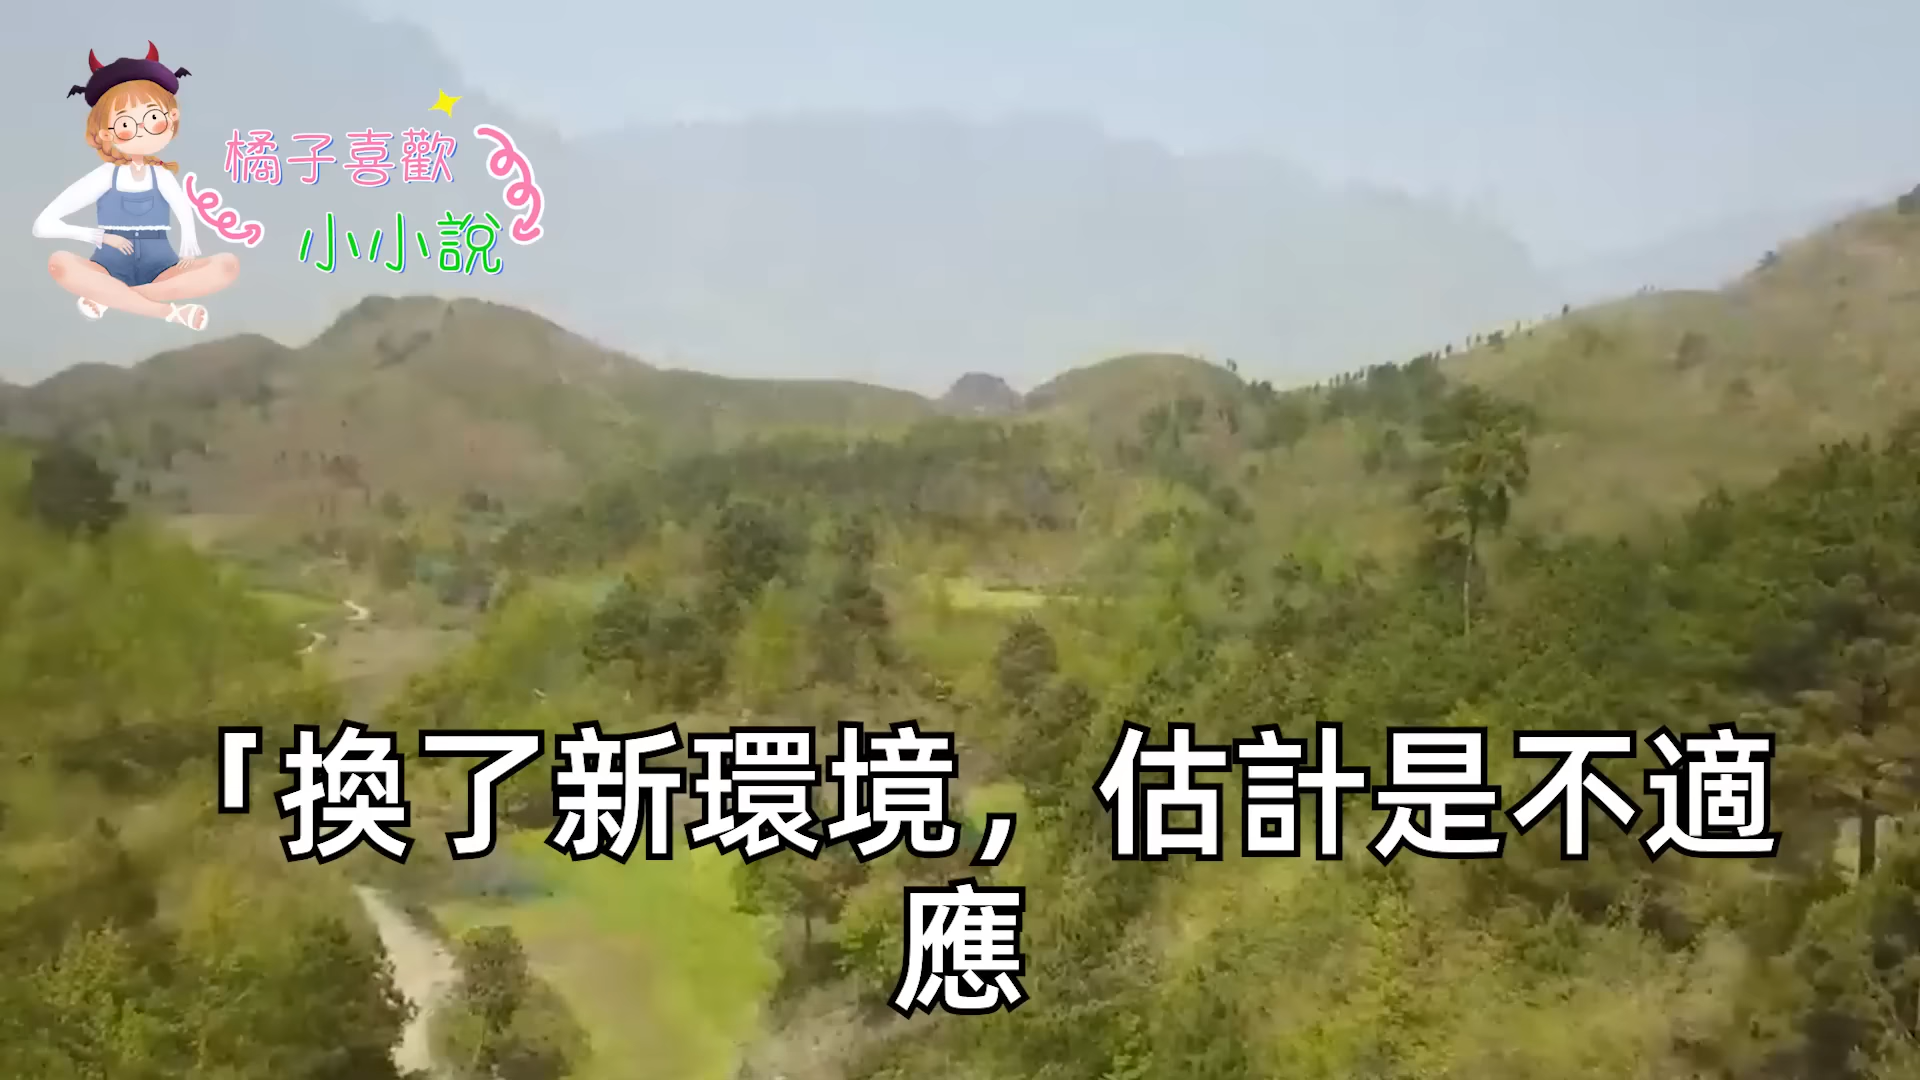 橘子喜歡
小小說
「換了新環境，估計是不適
應